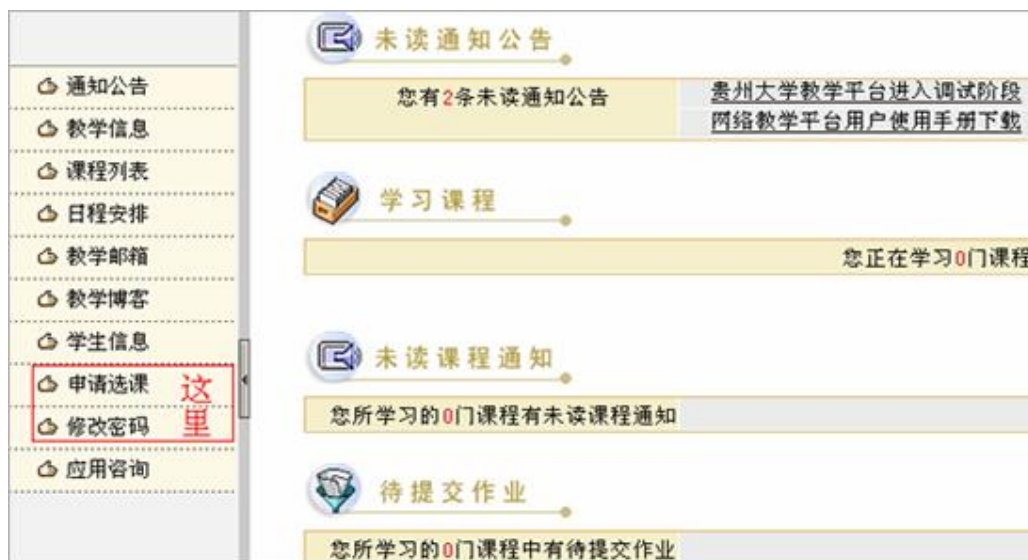 通知公告
教学信息
课程列表
日程安排
教学邮箱
教学博客
学生信息
申请选课
修改密码
这里
应用咨询
未读通知公告
您有2条未读通知公告
贵州大学教学平台进入调试阶段
网络教学平台用户使用手册下载
学习课程
您正在学习0门课程
未读课程通知
您所学习的0门课程有未读课程通知
待提交作业
您所学习的0门课程中有待提交作业